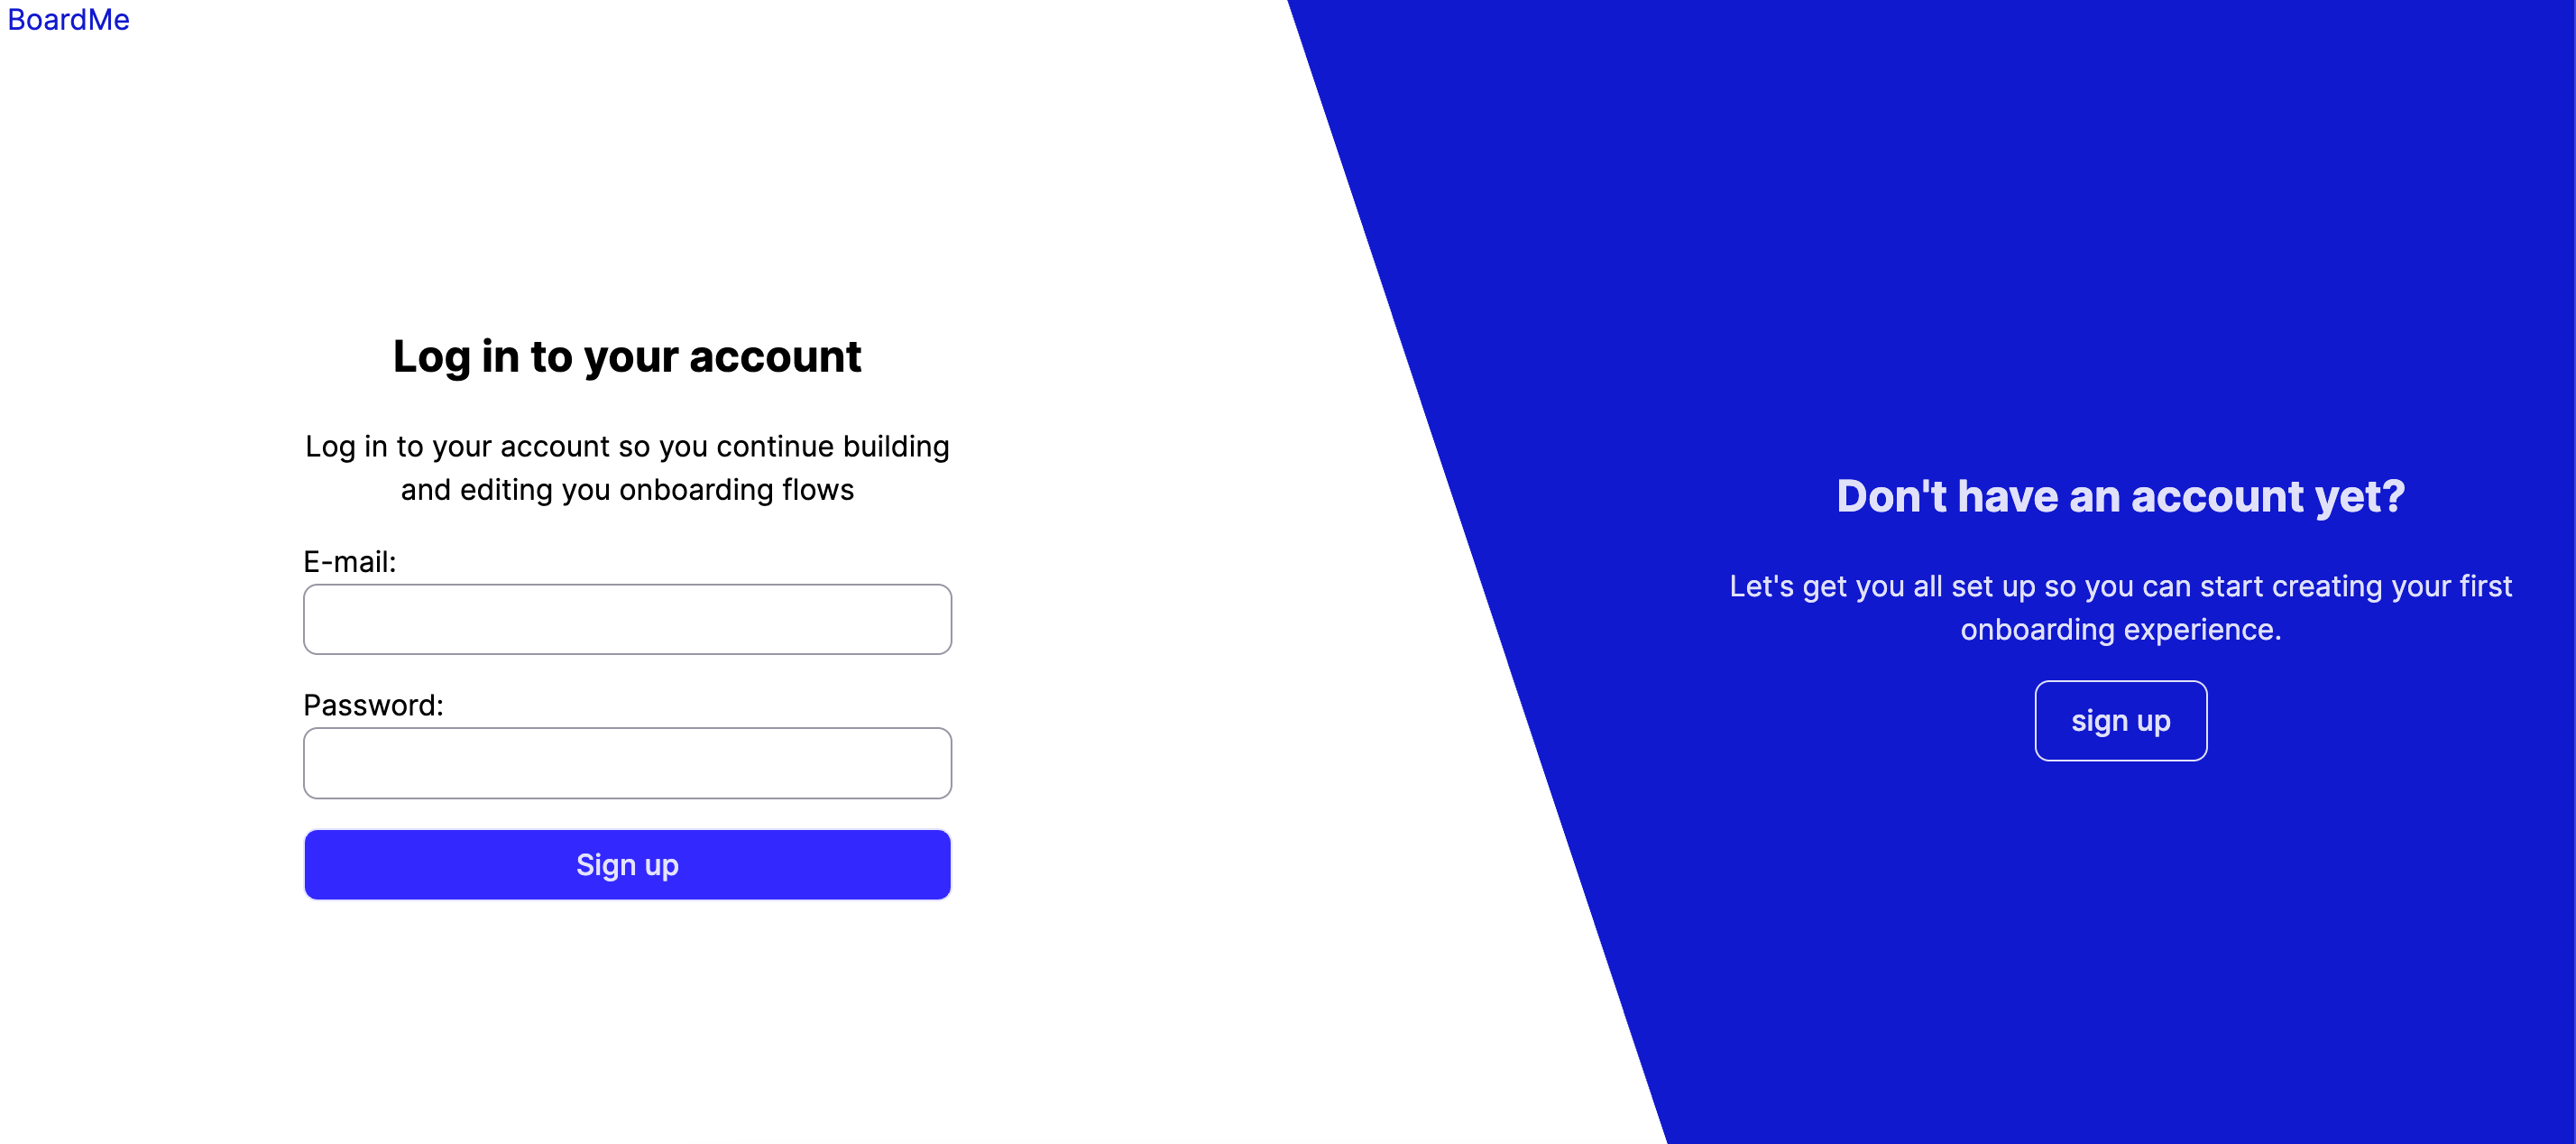 BoardMe
Log in to your account
Log in to your account so you continue building
and editing you onboarding flows
E-mail:
Password:
Sign up
Don't have an account yet?
Let's get you all set up so you can start creating your first
onboarding experience.
sign up